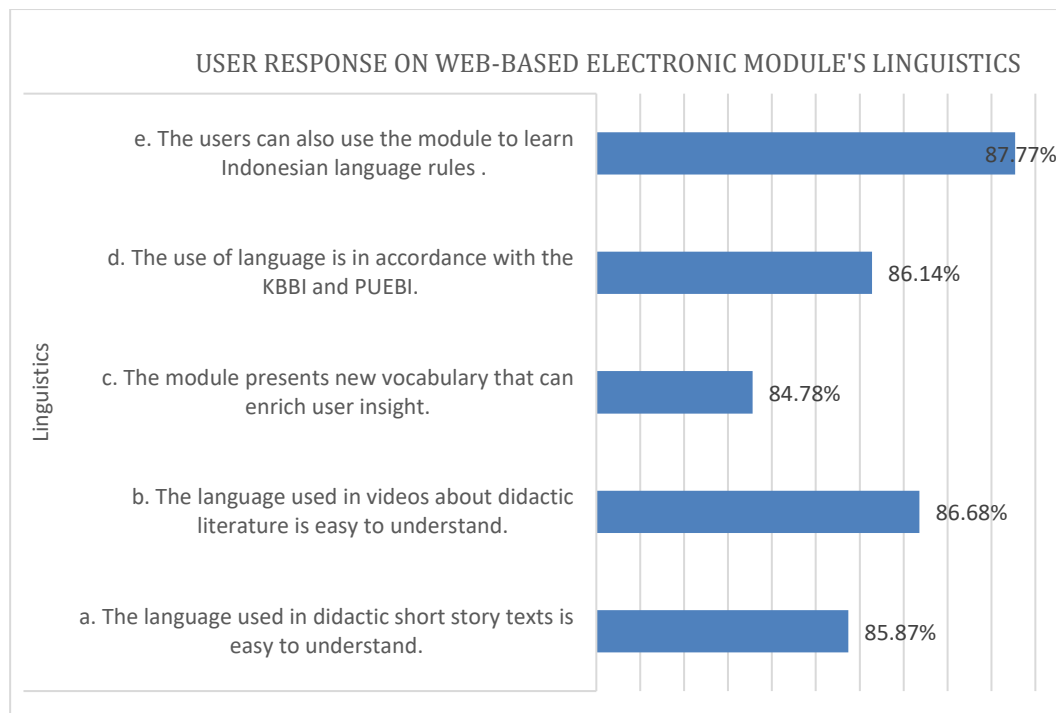 USER RESPONSE ON WEB-BASED ELECTRONIC MODULE'S LINGUISTICS
e. The users can also use the module to learn
Indonesian language rules .
87.77%
d. The use of language is in accordance with the
KBBI and PUEBI.
86.14%
Linguistics
c. The module presents new vocabulary that can
enrich user insight.
84.78%
b. The language used in videos about didactic
literature is easy to understand.
86.68%
a. The language used in didactic short story texts is
easy to understand.
85.87%